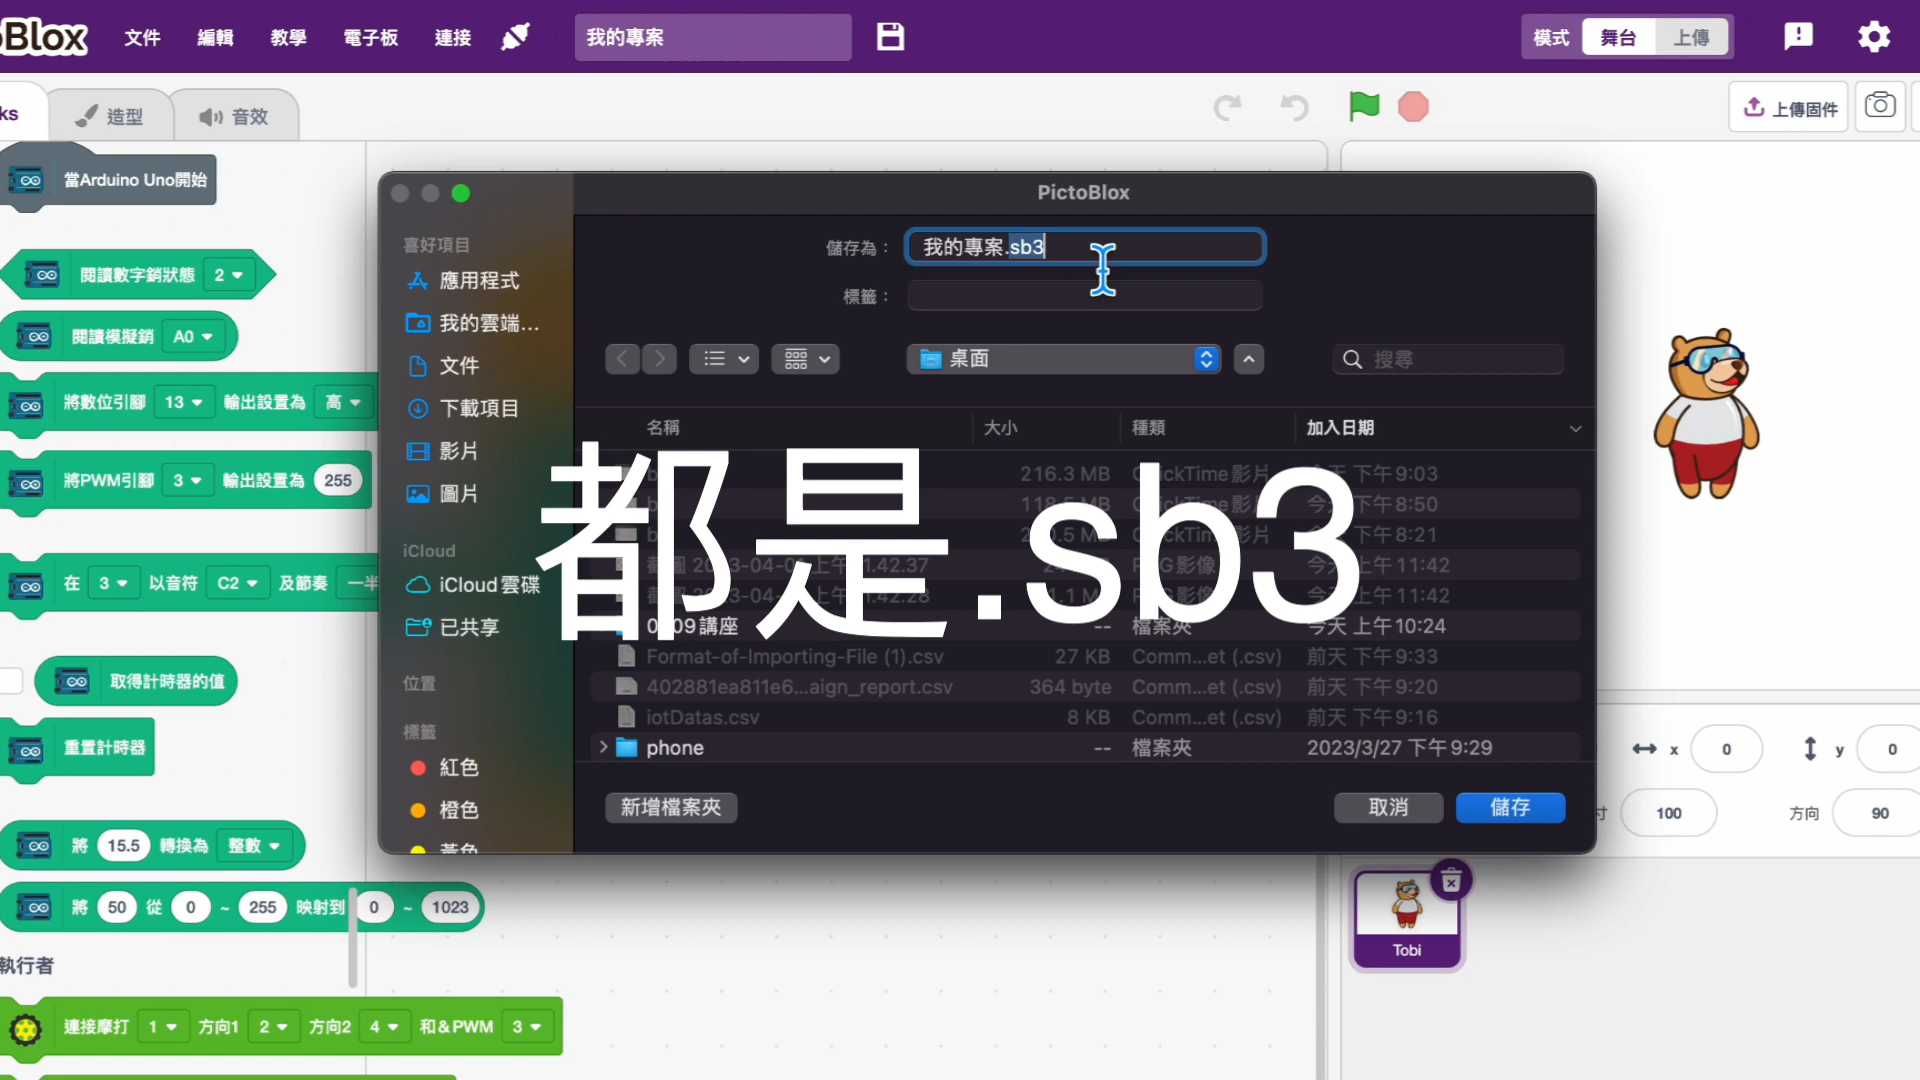 Blox 文件 編輯 教學 電子板 連接 我的專案 模式 舞台 上傳
ks 造型 音效 上傳固件
PictoBlox
當Arduino Uno開始
閱讀數字銷狀態 2
閱讀模擬銷 A0
將數位引腳 13 輸出設置為 高
將PWM引腳 3 輸出設置為 255
在 3 以音符 C2 及節奏 一半
取得計時器的值
重置計時器
將 15.5 轉換為 整數
將 50 從 0 ~ 255 映射到 0 ~ 1023
執行者
連接摩打 1 方向1 2 方向2 4 和&PWM 3
喜好項目
應用程式
我的雲端…
文件
下載項目
影片
圖片
iCloud
iCloud雲碟
已共享
位置
標籤
紅色
橙色
黃色
儲存為： 我的專案.sb3
標籤：
桌面 搜尋
名稱 大小 種類 加入日期
216.3 MB 下午9:03
下午8:50
下午8:21
上午11:42
上午11:42
講座 -- 檔案夾 今天 上午10:24
Format-of-Importing-File (1).csv 27 KB Comm...et (.csv) 前天 下午9:33
402881ea811e6...aign_report.csv 364 byte Comm...et (.csv) 前天 下午9:20
iotDatas.csv 8 KB Comm...et (.csv) 前天 下午9:16
phone -- 檔案夾 2023/3/27 下午9:29
新增檔案夾 取消 儲存
都是.sb3
x 0 y 0
寸 100 方向 90
Tobi